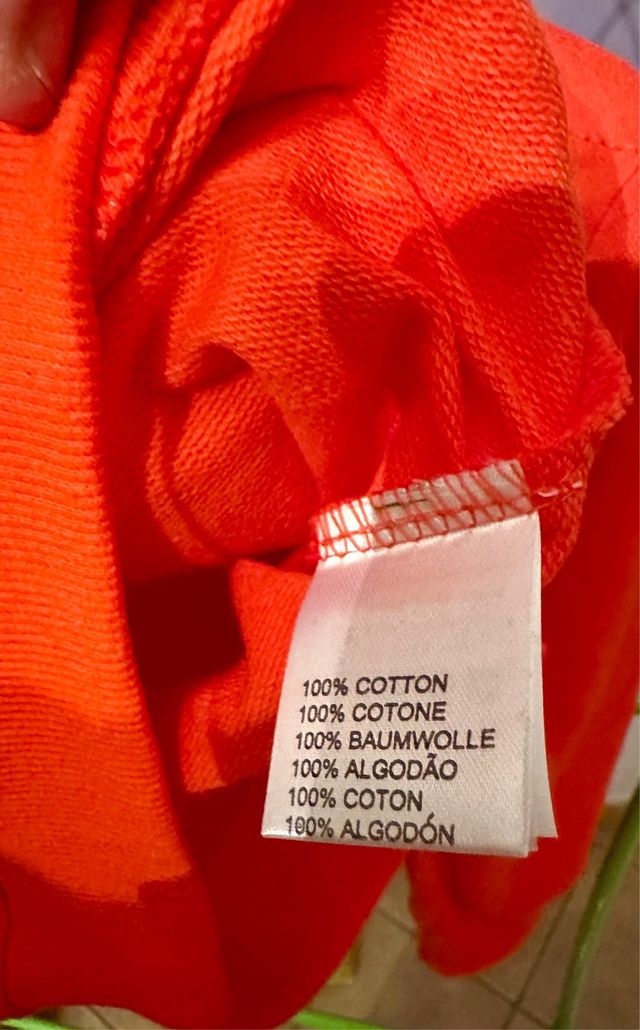 100% COTTON
100% COTONE
100% BAUMWOLLE
100% ALGODÃO
100% COTON
100% ALGODÓN